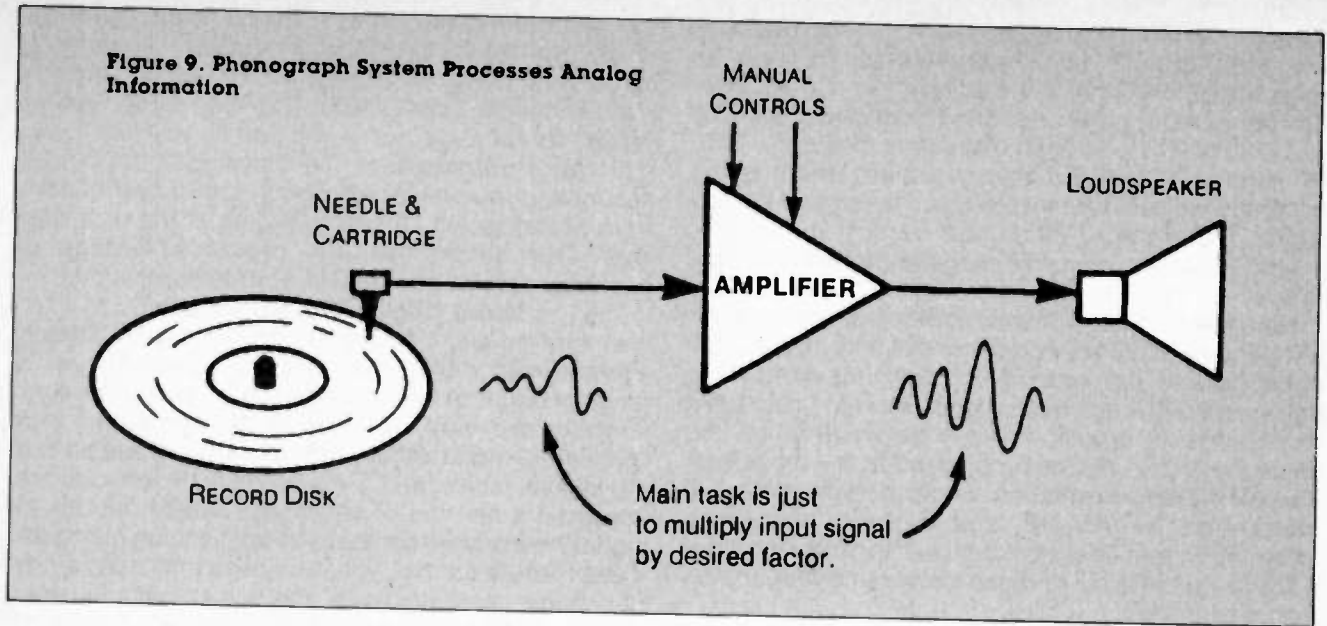 Figure 9. Phonograph System Processes Analog
Information
MANUAL
CONTROLS
LOUDSPEAKER
NEEDLE &
CARTRIDGE
AMPLIFIER
RECORD DISK
Main task is just
to multiply input signal
by desired factor.